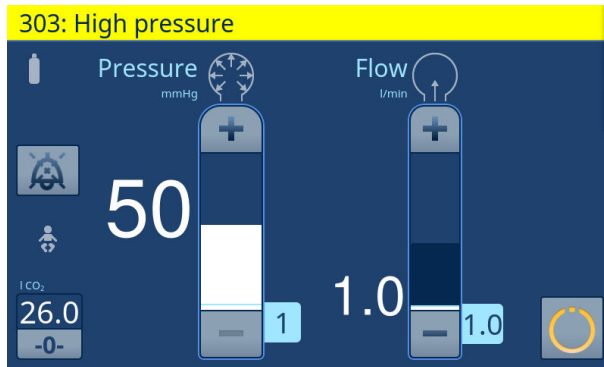 303: High pressure
Pressure
mmHg
Flow
l/min
50
1.0
l CO₂
26.0
-0-
1
1.0